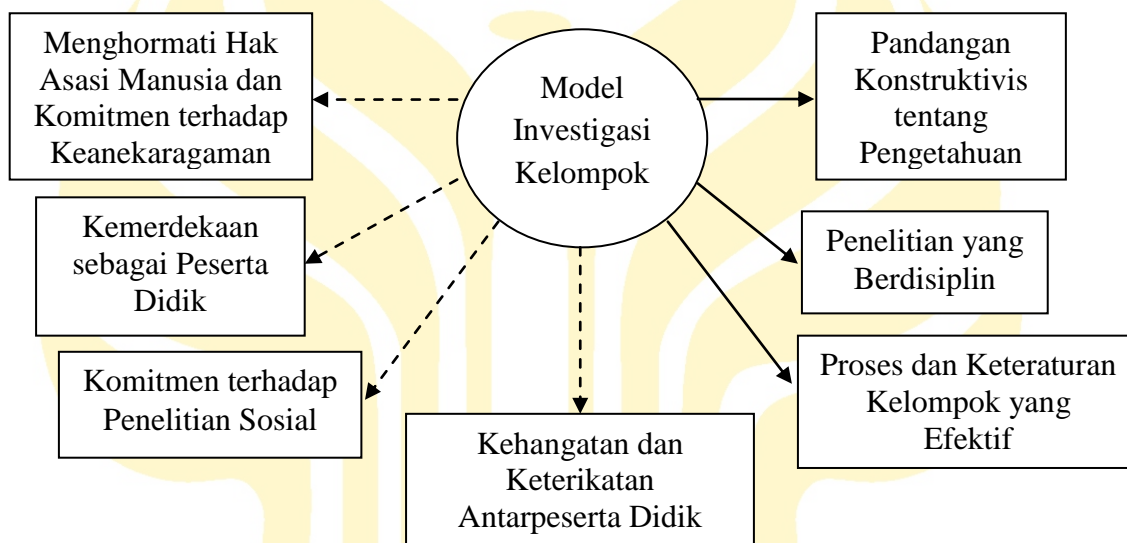 Menghormati Hak
Asasi Manusia dan
Komitmen terhadap
Keanekaragaman
Model
Investigasi
Kelompok
Pandangan
Konstruktivis
tentang
Pengetahuan
Kemerdekaan
sebagai Peserta
Didik
Penelitian yang
Berdisiplin
Komitmen terhadap
Penelitian Sosial
Proses dan Keteraturan
Kelompok yang
Efektif
Kehangatan dan
Keterikatan
Antarpeserta Didik